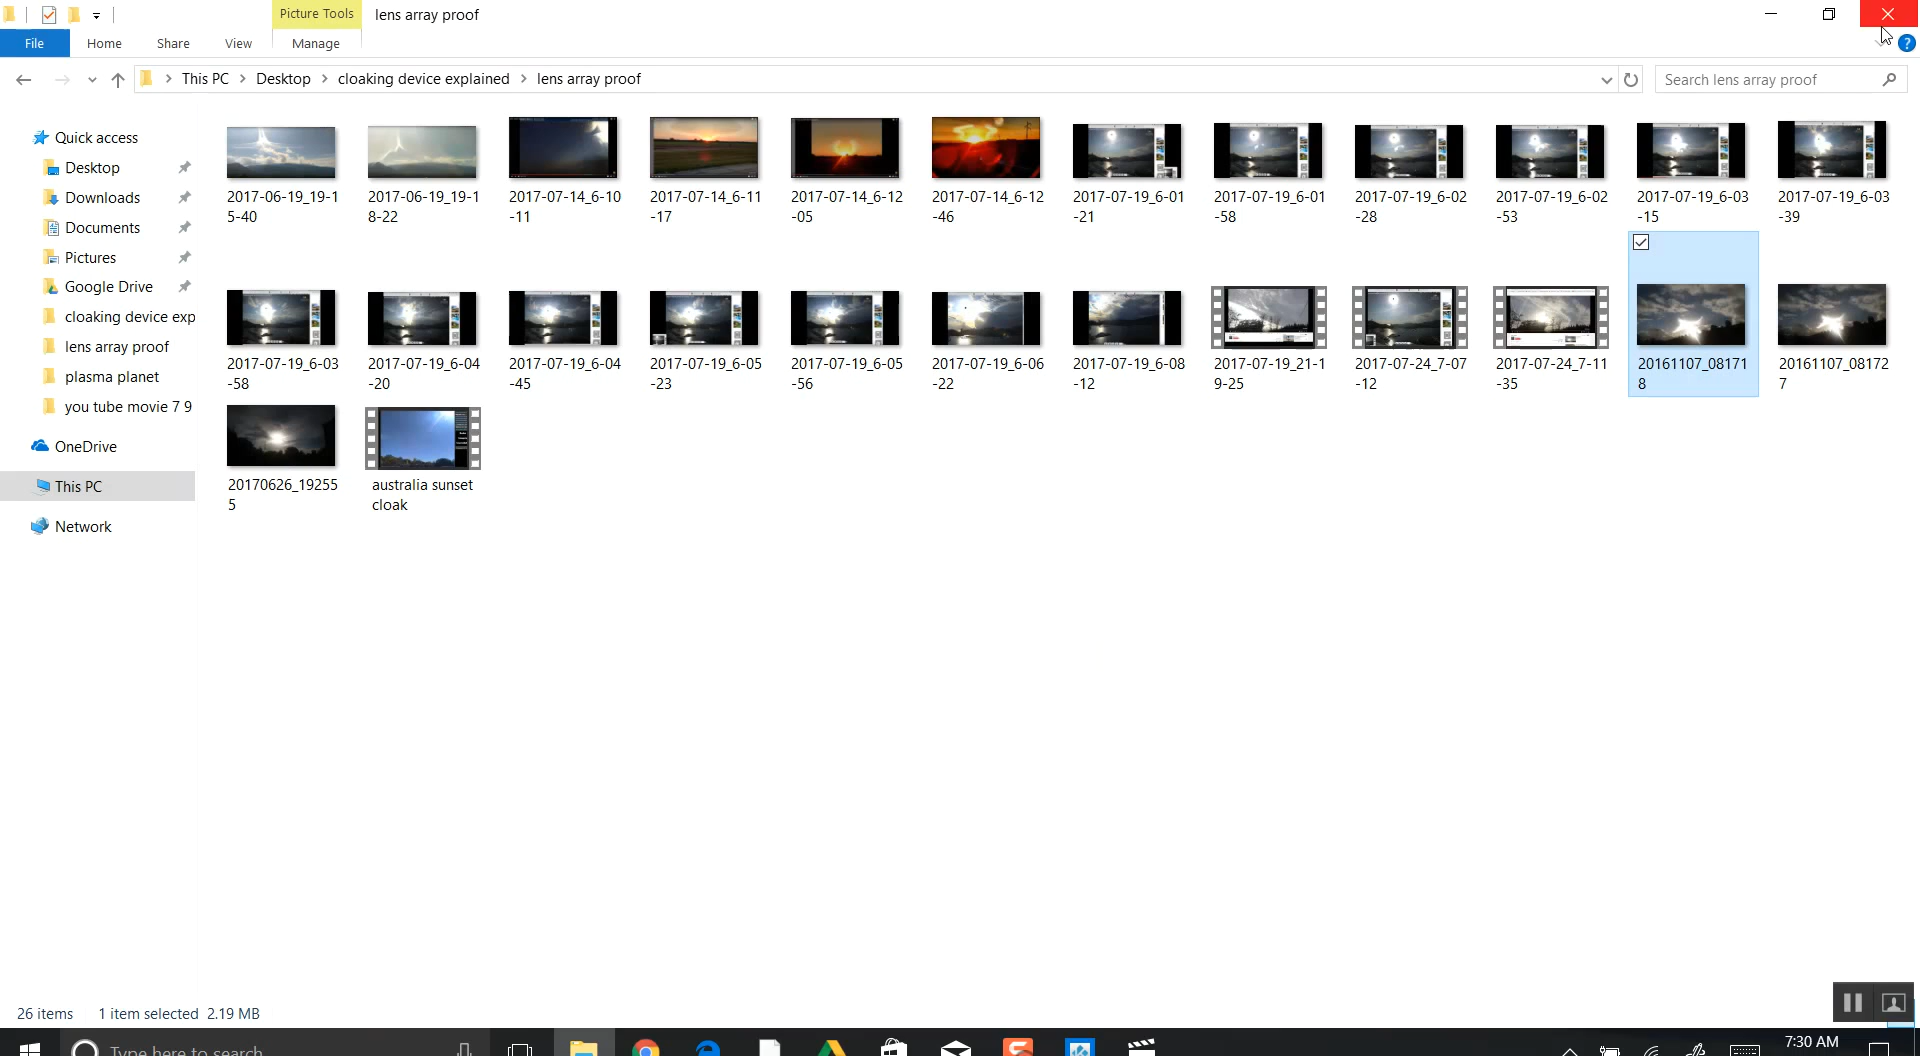 Picture Tools
lens array proof
File
Home
Share
View
Manage
This PC
Desktop
cloaking device explained
lens array proof
Search lens array proof
Quick access
Desktop
Downloads
Documents
Pictures
Google Drive
cloaking device exp
lens array proof
plasma planet
you tube movie 7 9
OneDrive
This PC
Network
2017-06-19_19-1
5-40
2017-06-19_19-1
8-22
2017-07-14_6-10
-11
2017-07-14_6-11
-17
2017-07-14_6-12
-05
2017-07-14_6-12
-46
2017-07-19_6-01
-21
2017-07-19_6-01
-58
2017-07-19_6-02
-28
2017-07-19_6-02
-53
2017-07-19_6-03
-15
2017-07-19_6-03
-39
2017-07-19_6-03
-58
2017-07-19_6-04
-20
2017-07-19_6-04
-45
2017-07-19_6-05
-23
2017-07-19_6-05
-56
2017-07-19_6-06
-22
2017-07-19_6-08
-12
2017-07-19_21-1
9-25
2017-07-24_7-07
-12
2017-07-24_7-11
-35
20161107_08171
8
20161107_08172
7
20170626_19255
5
australia sunset
cloak
26 items
1 item selected 2.19 MB
Type here to search
7:30 AM